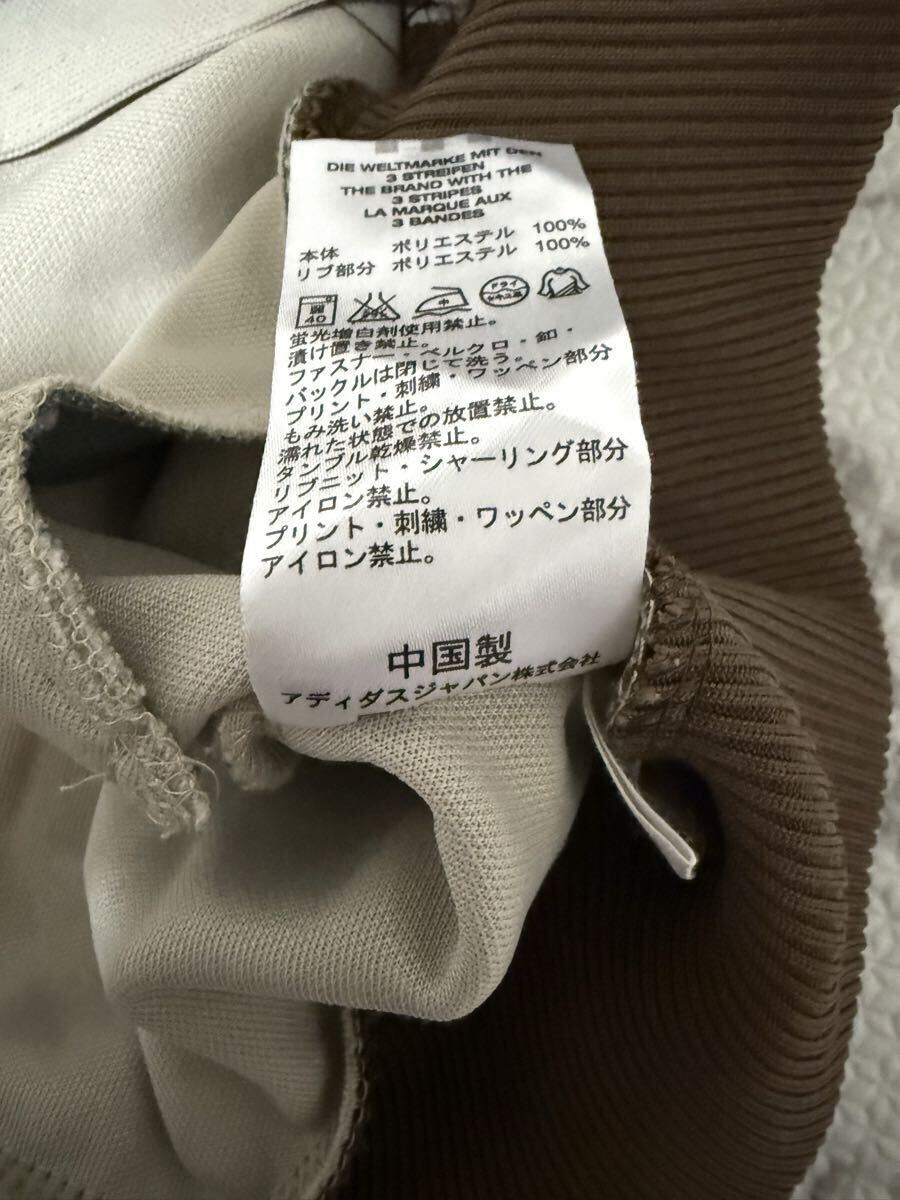 DIE WELTMARKE MIT DEN
3 STREIFEN
THE BRAND WITH THE
3 STRIPES
LA MARQUE AUX
3 BANDES
本体 ポリエステル 100%
リブ部分 ポリエステル 100%
40 中 ドライ
蛍光増白剤使用禁止。
漬け置き禁止。
ファスナー・ベルクロ・釦・
バックルは閉じて洗う。
プリント・刺繍・ワッペン部分
もみ洗い禁止。
濡れた状態での放置禁止。
タンブル乾燥禁止。
リブニット・シャーリング部分
アイロン禁止。
プリント・刺繍・ワッペン部分
アイロン禁止。
中国製
アディダスジャパン株式会社